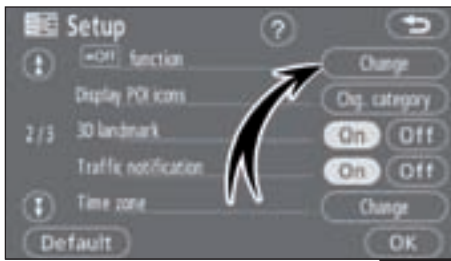 Setup
?
Off function
Change
Display POI icons
Chg. category
2/3
3D landmark
On
Off
Traffic notification
On
Off
Time zone
Change
Default
OK